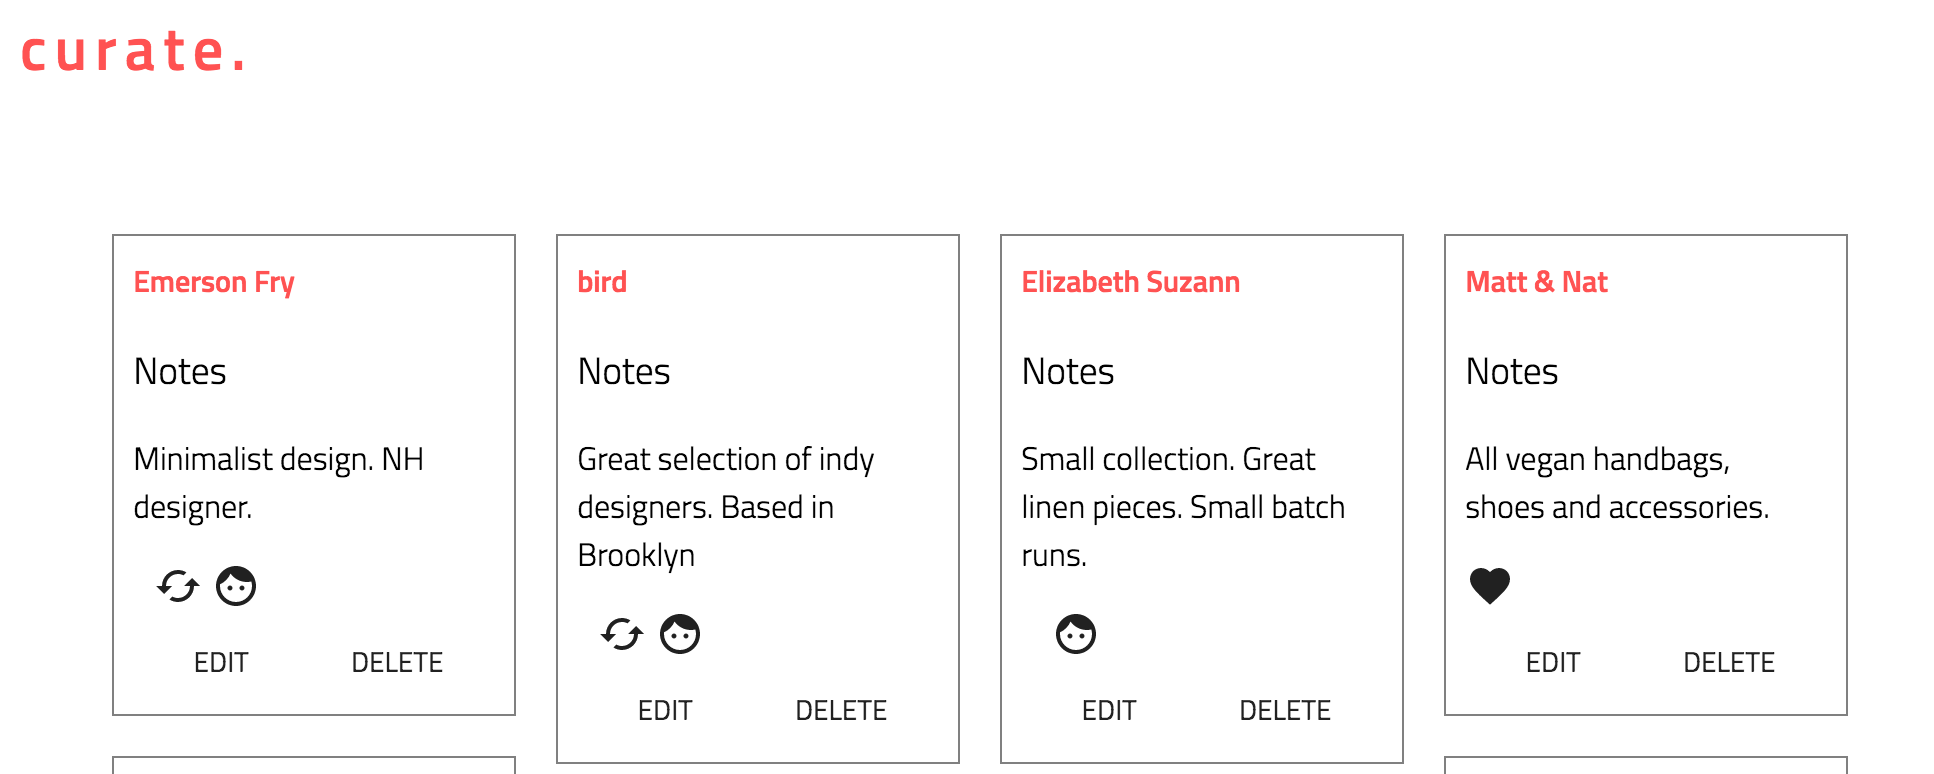 curate.
Emerson Fry
Notes
Minimalist design. NH
designer.
EDIT DELETE
bird
Notes
Great selection of indy
designers. Based in
Brooklyn
EDIT DELETE
Elizabeth Suzann
Notes
Small collection. Great
linen pieces. Small batch
runs.
EDIT DELETE
Matt & Nat
Notes
All vegan handbags,
shoes and accessories.
EDIT DELETE